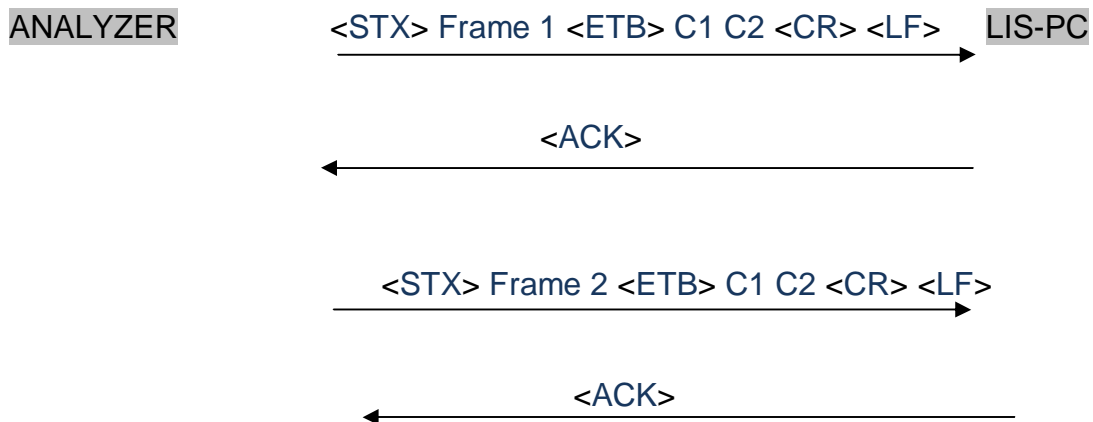 ANALYZER <STX> Frame 1 <ETB> C1 C2 <CR> <LF> LIS-PC
<ACK>
<STX> Frame 2 <ETB> C1 C2 <CR> <LF>
<ACK>